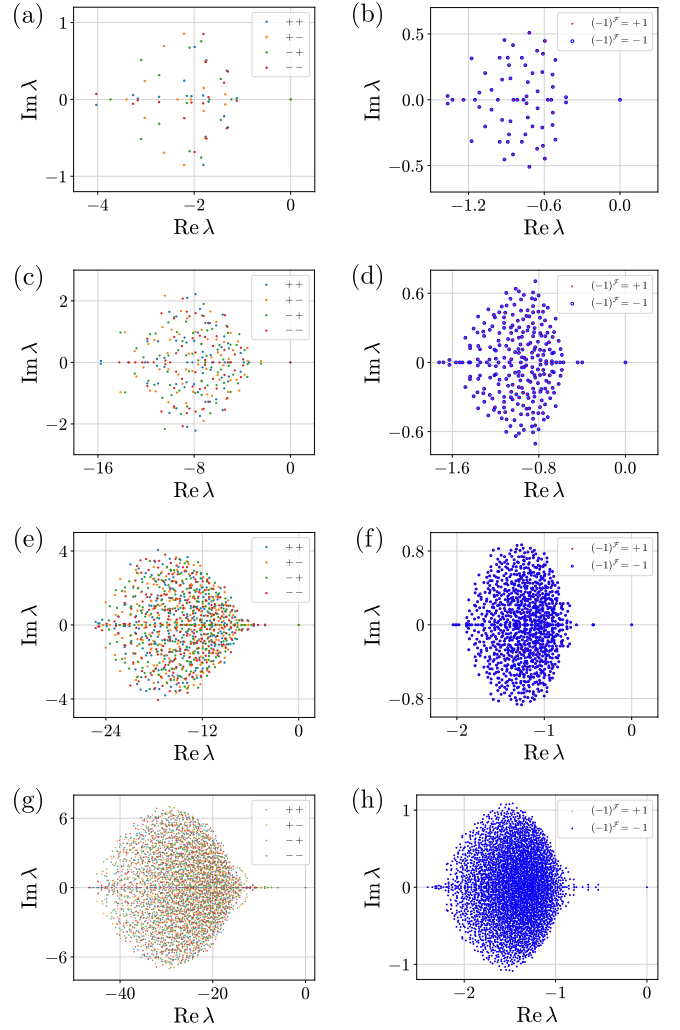 (a)
1
0
−1
−4
−2
0
Im λ
Re λ
++
+−
−+
−−
(b)
0.5
0.0
−0.5
−1.2
−0.6
0.0
Im λ
Re λ
(−1)^ℱ = +1
(−1)^ℱ = −1
(c)
2
0
−2
−16
−8
0
Im λ
Re λ
++
+−
−+
−−
(d)
0.6
0
−0.6
−1.6
−0.8
0.0
Im λ
Re λ
(−1)^ℱ = +1
(−1)^ℱ = −1
(e)
4
0
−4
−24
−12
0
Im λ
Re λ
++
+−
−+
−−
(f)
0.8
0
−0.8
−2
−1
0
Im λ
Re λ
(−1)^ℱ = +1
(−1)^ℱ = −1
(g)
6
0
−6
−40
−20
0
Im λ
Re λ
++
+−
−+
−−
(h)
1
0
−1
−2
−1
0
Im λ
Re λ
(−1)^ℱ = +1
(−1)^ℱ = −1